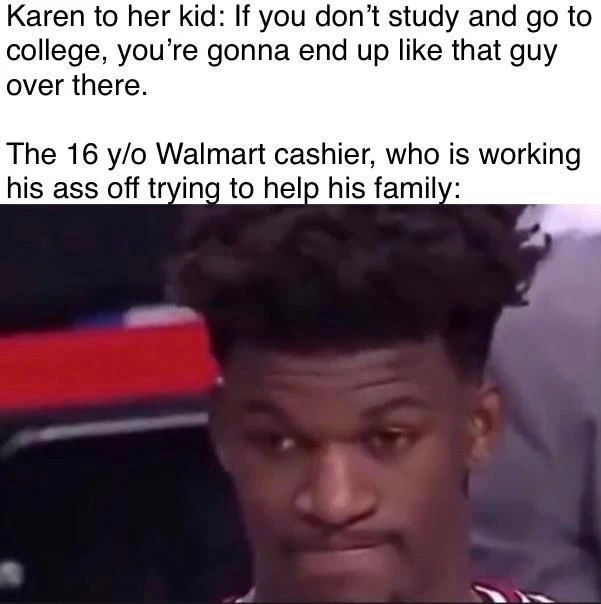 Karen to her kid: If you don’t study and go to
college, you’re gonna end up like that guy
over there.
The 16 y/o Walmart cashier, who is working
his ass off trying to help his family: